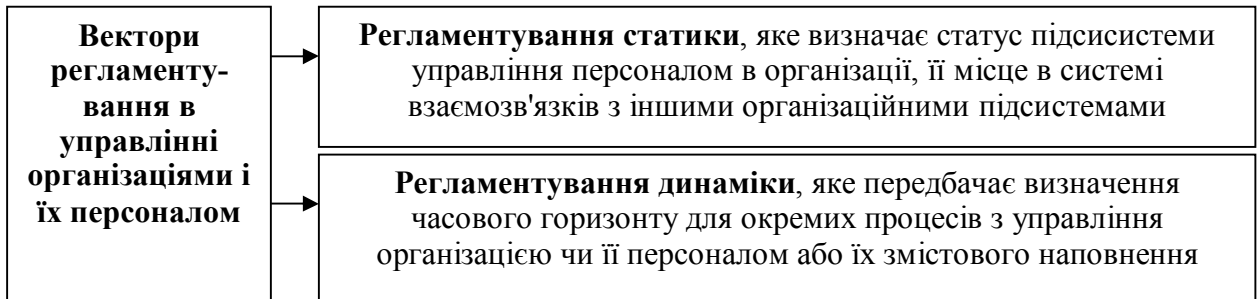 Вектори
регламенту-
вання в
управлінні
організаціями і
їх персоналом
Регламентування статики, яке визначає статус підсисистеми
управління персоналом в організації, її місце в системі
взаємозв'язків з іншими організаційними підсистемами
Регламентування динаміки, яке передбачає визначення
часового горизонту для окремих процесів з управління
організацією чи її персоналом або їх змістового наповнення